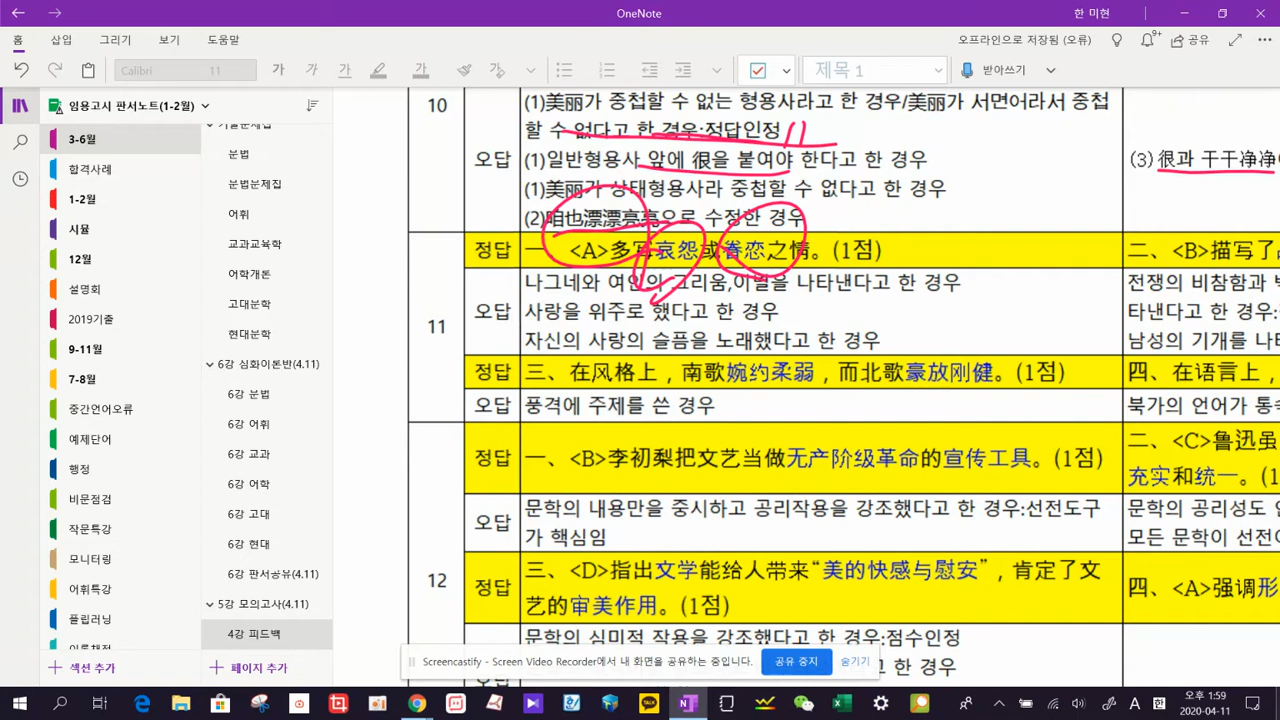 OneNote
한 미현
홈 삽입 그리기 보기 도움말
오프라인으로 저장됨 (오류) 9+ 공유
Calibri 11 가 가 가 가 가 제목 1 받아쓰기
임용고시 판서노트(1-2월)
3-6월
합격사례
1-2월
시율
12월
설명회
2019기출
9-11월
7-8월
중간언어오류
예제단어
행정
비문점검
작문특강
모니터링
어휘특강
플립러닝
섹션 추가
문법
문법문제집
어휘
교과교육학
어학개론
고대문학
현대문학
6강 심화이론반(4.11)
6강 문법
6강 어휘
6강 교과
6강 어학
6강 고대
6강 현대
6강 판서공유(4.11)
5강 모의고사(4.11)
4강 피드백
페이지 추가
10
오답
(1)美丽가 중첩할 수 없는 형용사라고 한 경우/美丽가 서면어라서 중첩
할 수 없다고 한 경우:정답인정
(1)일반형용사 앞에 很을 붙여야 한다고 한 경우
(3) 很과 干干净净
(1)美丽가 상태형용사라 중첩할 수 없다고 한 경우
(2)咱也漂漂亮亮으로 수정한 경우
11
정답
一 <A>多写哀怨或眷恋之情。(1점)
二、<B>描写了
오답
나그네와 여인의 그리움,이별을 나타낸다고 한 경우
사랑을 위주로 했다고 한 경우
자신의 사랑의 슬픔을 노래했다고 한 경우
전쟁의 비참함과
타낸다고 한 경우:
남성의 기개를 나타
정답
三、在风格上，南歌婉约柔弱，而北歌豪放刚健。(1점)
四、在语言上，
오답
풍격에 주제를 쓴 경우
북가의 언어가 통속
12
정답
一、<B>李初梨把文艺当做无产阶级革命的宣传工具。(1점)
二、<C>鲁迅虽
充实和统一。(1
오답
문학의 내용만을 중시하고 공리작용을 강조했다고 한 경우:선전도구
가 핵심임
문학의 공리성도
모든 문학이 선전이
정답
三、<D>指出文学能给人带来“美的快感与慰安”，肯定了文
艺的审美作用。(1점)
四、<A>强调形
문학의 심미적 작용을 강조했다고 한 경우:점수인정
고 한 경우
Screencastify - Screen Video Recorder에서 내 화면을 공유하는 중입니다. 공유 중지 숨기기
오후 1:59
2020-04-11